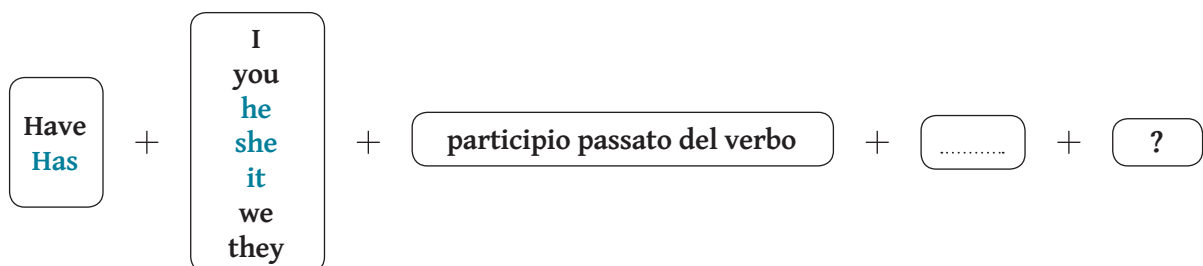 Have
Has
+
I
you
he
she
it
we
they
+
participio passato del verbo
+
...........
+
?